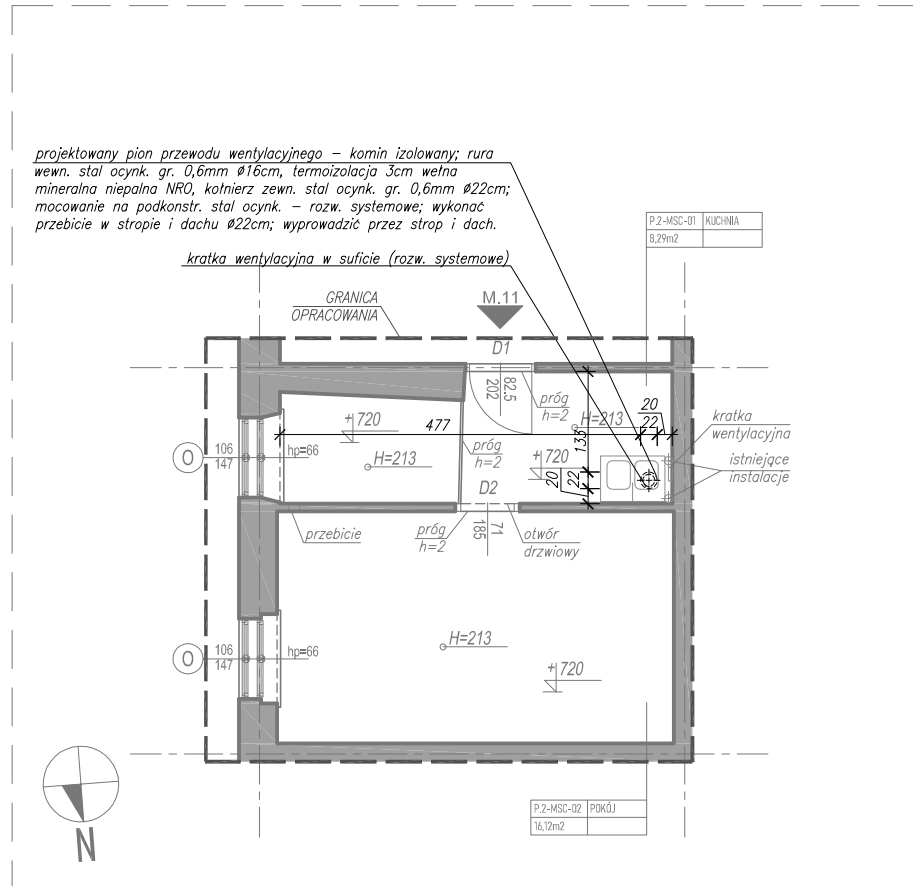 projektowany pion przewodu wentylacyjnego – komin izolowany; rura
wewn. stal ocynk. gr. 0,6mm ø16cm, termoizolacja 3cm wełna
mineralna niepalna NRO, kołnierz zewn. stal ocynk. gr. 0,6mm ø22cm;
mocowanie na podkonstr. stal ocynk. – rozw. systemowe; wykonać
przebicie w stropie i dachu ø22cm; wyprowadzić przez strop i dach.
P.2-MSC-01 KUCHNIA
8,29m2
kratka wentylacyjna w suficie (rozw. systemowe)
GRANICA
OPRACOWANIA
M.11
D1
82,5
202
próg
h=2
H=213
20
22
kratka
wentylacyjna
+720
477
133
próg
h=2
+720
istniejące
instalacje
O
106
147
hp=66
H=213
20
22
D2
przebicie
próg
h=2
71
185
otwór
drzwiowy
H=213
O
106
147
hp=66
+720
N
P.2-MSC-02 POKÓJ
16,12m2